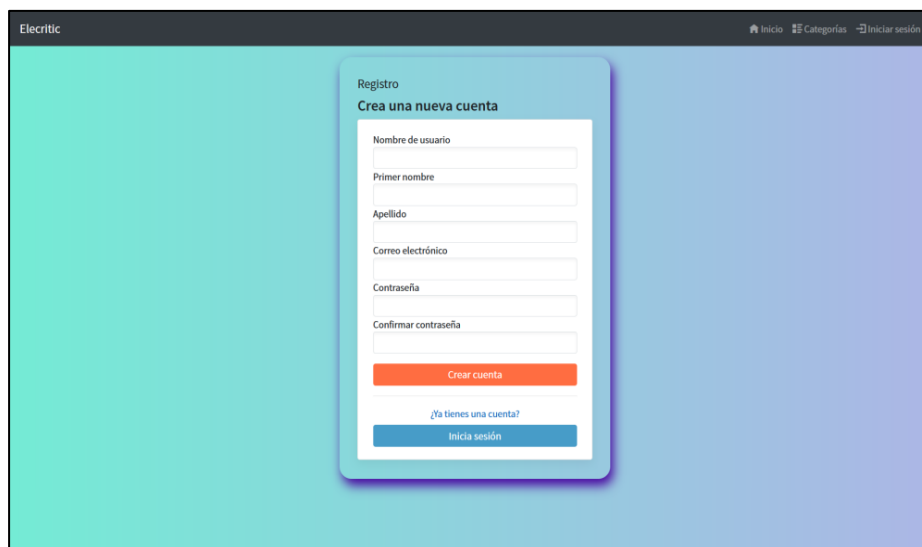 Elecritic
Inicio Categorías Iniciar sesión
Registro
Crea una nueva cuenta
Nombre de usuario
Primer nombre
Apellido
Correo electrónico
Contraseña
Confirmar contraseña
Crear cuenta
¿Ya tienes una cuenta?
Inicia sesión